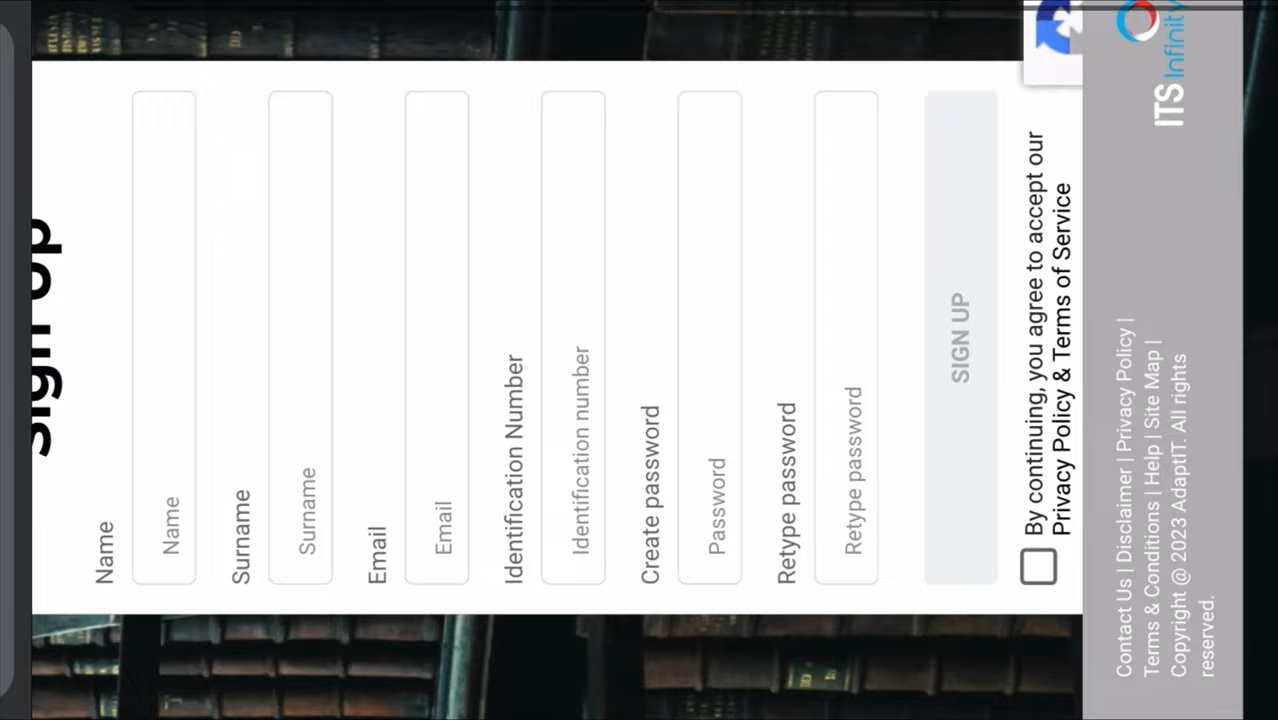 Sign Up
Name
Name
Surname
Surname
Email
Email
Identification Number
Identification number
Create password
Password
Retype password
Retype password
SIGN UP
By continuing, you agree to accept our
Privacy Policy & Terms of Service
Contact Us | Disclaimer | Privacy Policy |
Terms & Conditions | Help | Site Map |
Copyright @ 2023 AdaptIT. All rights
reserved.
ITS Infinity